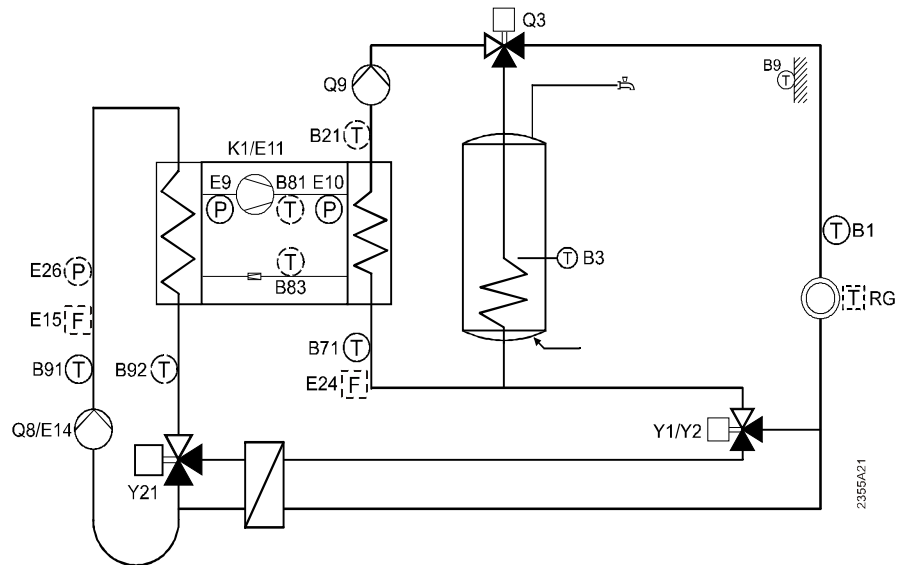 Q3
B9
T
Q9
B21
T
K1/E11
E9
B81
E10
P
T
P
T
B1
T
B3
T
B83
E26
P
T
RG
E15
F
B71
T
B91
T
B92
T
E24
F
Q8/E14
Y1/Y2
Y21
2355A21